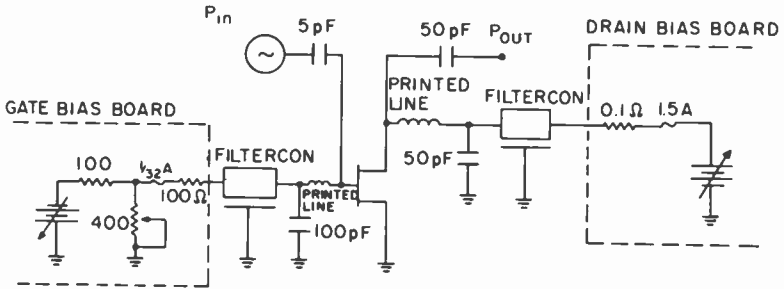 P_in
5pF
50pF
P_OUT
DRAIN BIAS BOARD
PRINTED
LINE
FILTERCON
0.1Ω
1.5A
GATE BIAS BOARD
FILTERCON
50pF
100
1/32A
100Ω
PRINTED
LINE
400
100pF